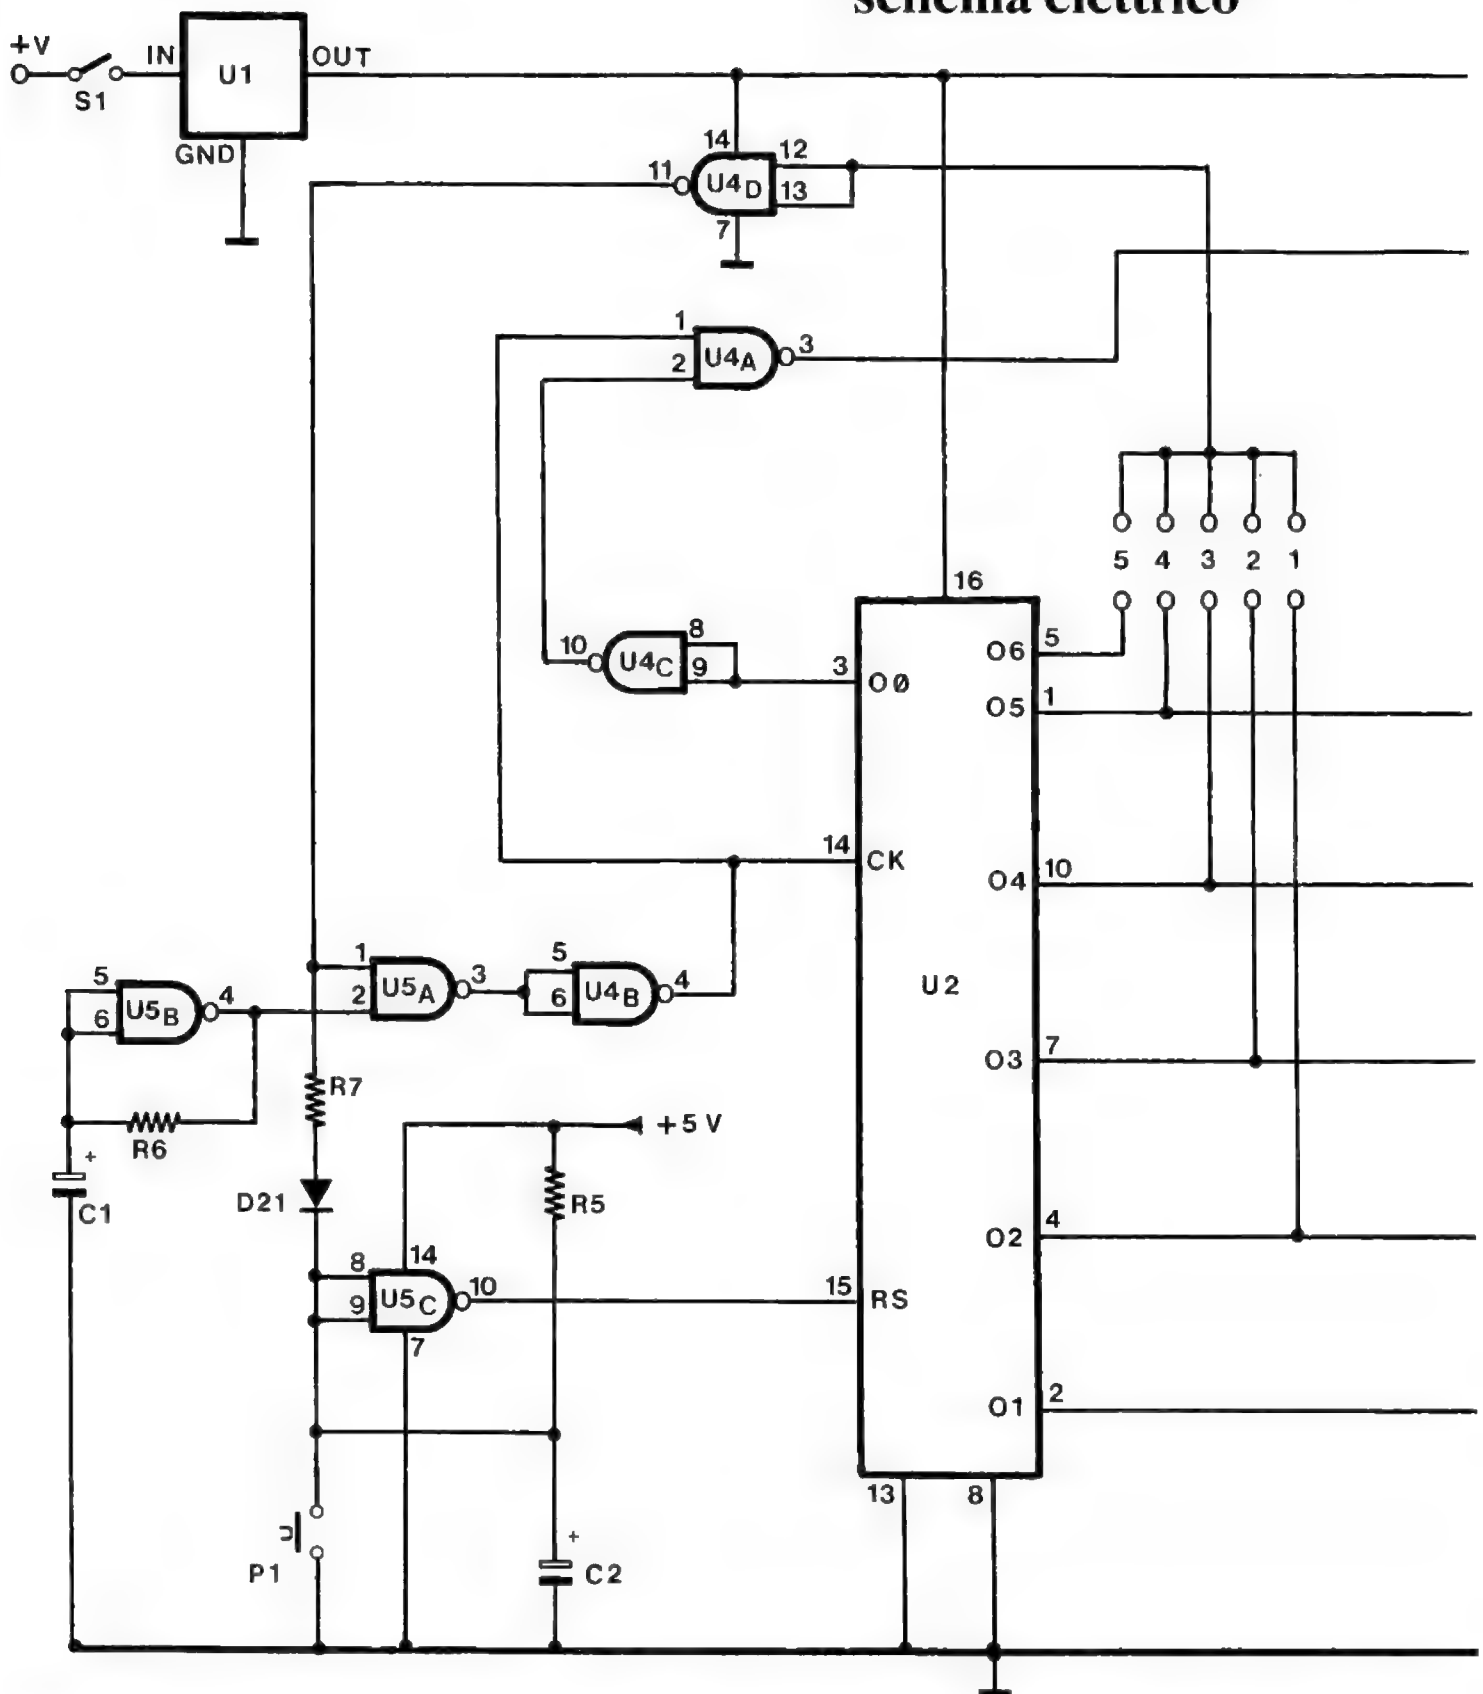 schema elettrico
+V
S1
IN
U1
OUT
GND
14
12
11
U4D
13
7
1
2
U4A
3
5 4 3 2 1
16
10
8
U4C
9
3
O0
O6
5
O5
1
14
CK
O4
10
5
6
U5B
4
1
2
U5A
3
5
6
U4B
4
U2
O3
7
R7
R6
+5 V
+
C1
D21
R5
O2
4
8
14
9
U5C
10
7
15
RS
O1
2
13
8
P1
+
C2